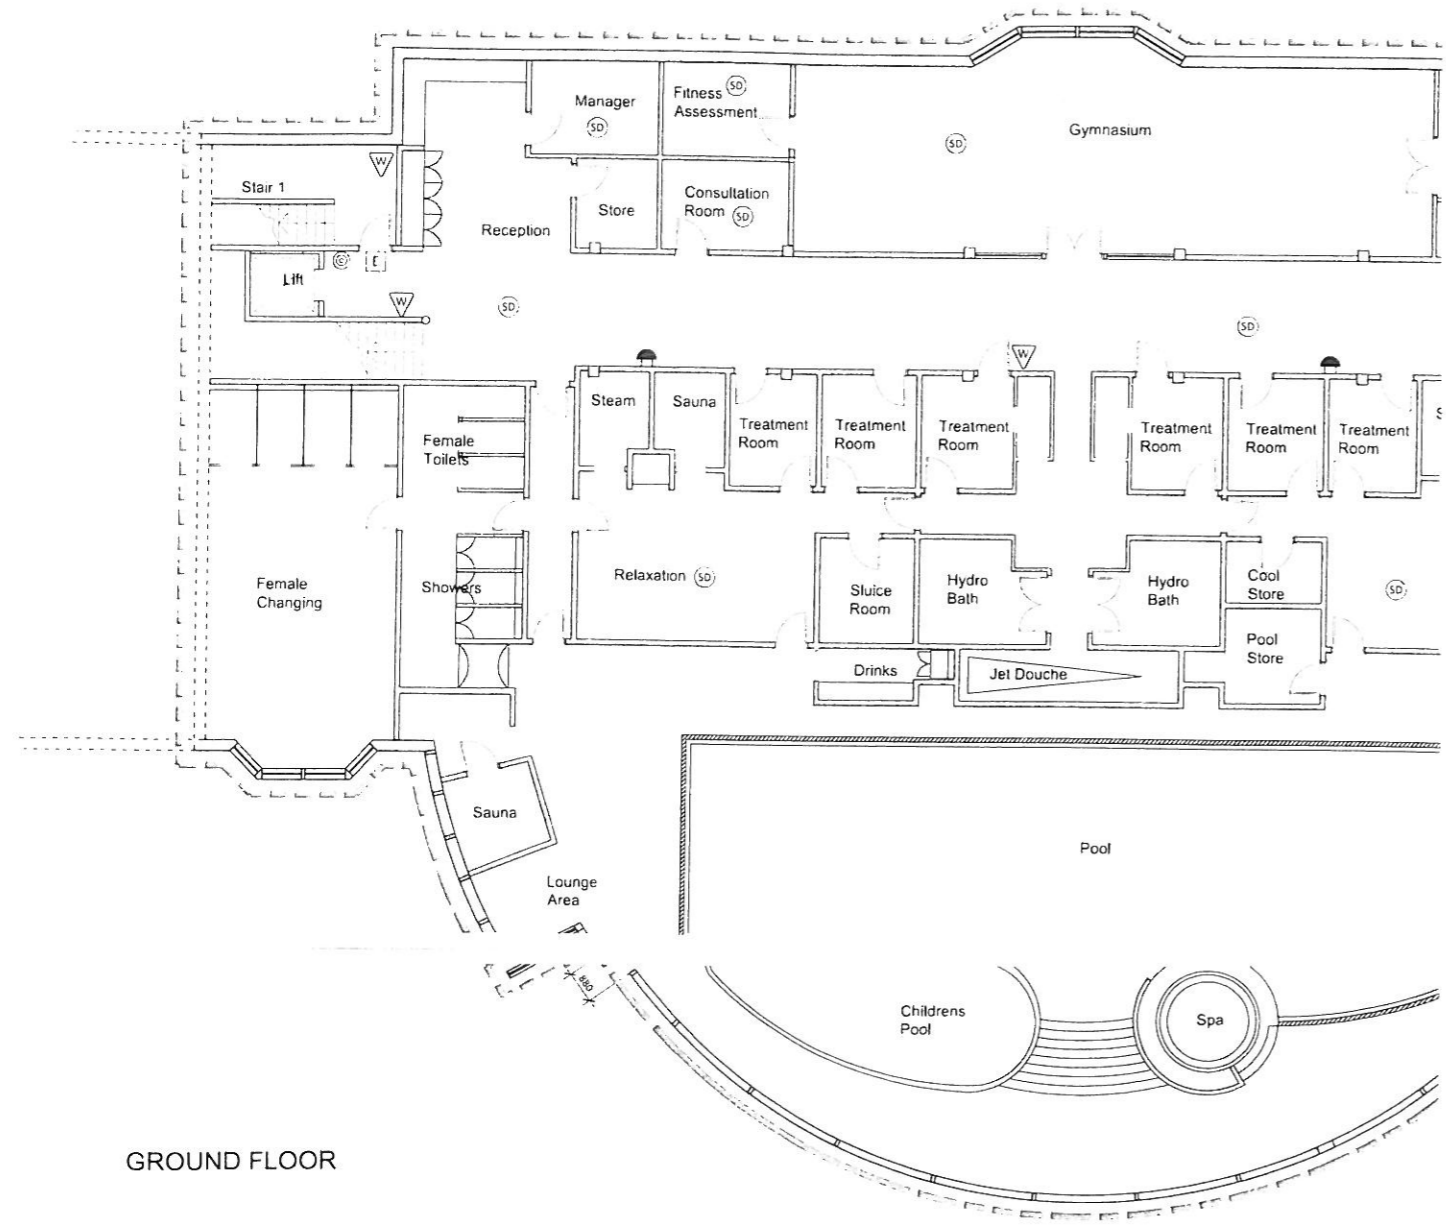 Manager
SD
Fitness
Assessment
SD
Gymnasium
SD
W
Stair 1
Reception
Store
Consultation
Room
SD
C
E
Lift
W
SD
SD
W
Steam
Sauna
Treatment
Room
Treatment
Room
Treatment
Room
Treatment
Room
Treatment
Room
Treatment
Room
S
Female
Toilets
Female
Changing
Showers
Relaxation
SD
Sluice
Room
Hydro
Bath
Hydro
Bath
Cool
Store
SD
Pool
Store
Drinks
Jet Douche
Sauna
Pool
Lounge
Area
880
Childrens
Pool
Spa
GROUND FLOOR